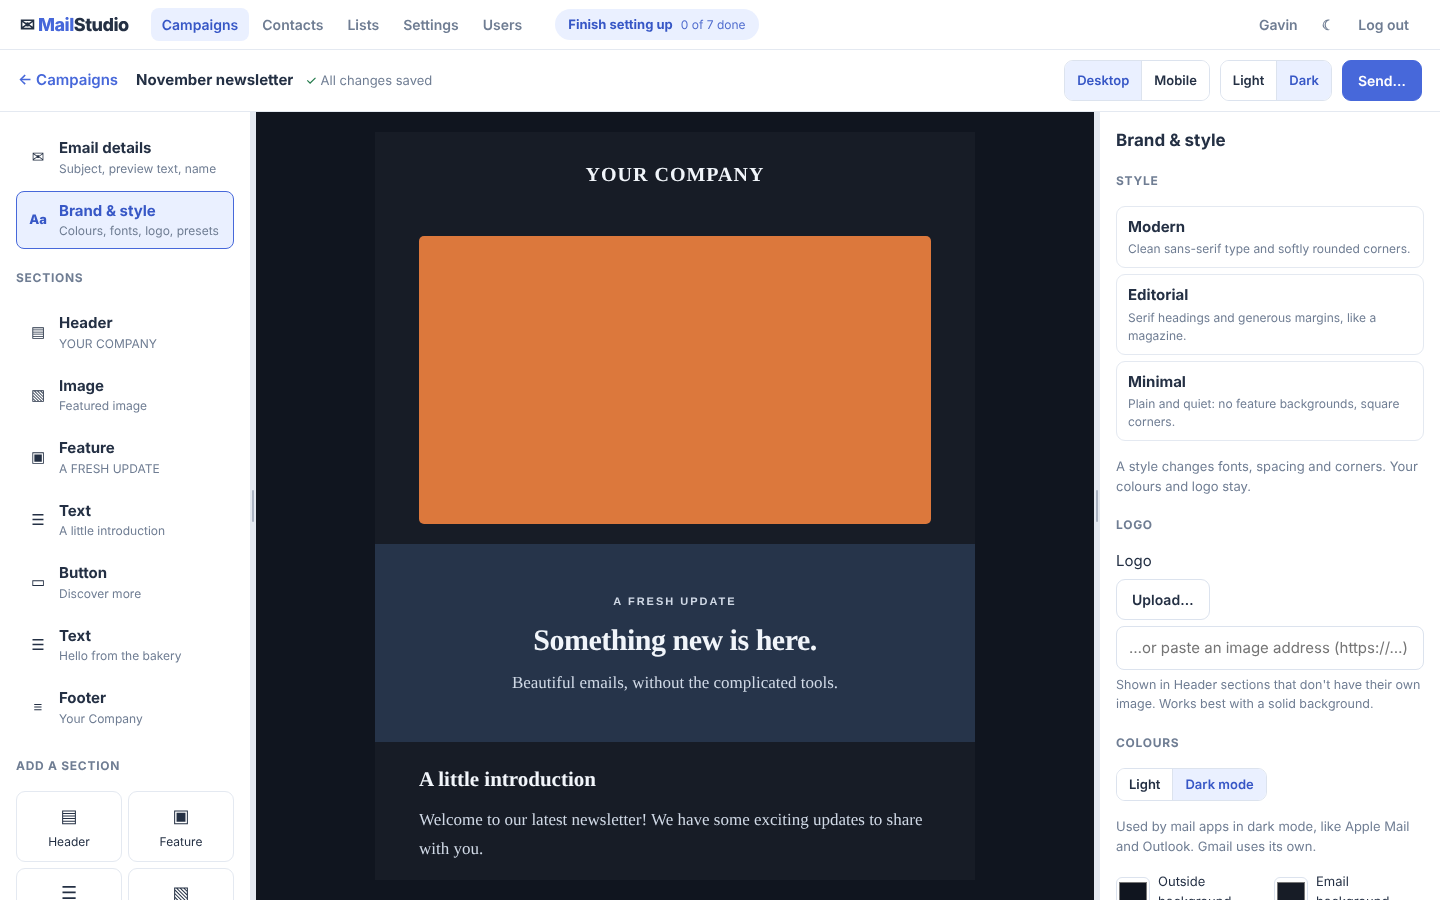 MailStudio
Campaigns
Contacts
Lists
Settings
Users
Finish setting up 0 of 7 done
Gavin
Log out
← Campaigns
November newsletter
✓ All changes saved
Desktop
Mobile
Light
Dark
Send...
Email details
Subject, preview text, name
Aa
Brand & style
Colours, fonts, logo, presets
SECTIONS
Header
YOUR COMPANY
Image
Featured image
Feature
A FRESH UPDATE
Text
A little introduction
Button
Discover more
Text
Hello from the bakery
Footer
Your Company
ADD A SECTION
Header
Feature
YOUR COMPANY
A FRESH UPDATE
Something new is here.
Beautiful emails, without the complicated tools.
A little introduction
Welcome to our latest newsletter! We have some exciting updates to share
with you.
Brand & style
STYLE
Modern
Clean sans-serif type and softly rounded corners.
Editorial
Serif headings and generous margins, like a
magazine.
Minimal
Plain and quiet: no feature backgrounds, square
corners.
A style changes fonts, spacing and corners. Your
colours and logo stay.
LOGO
Logo
Upload...
...or paste an image address (https://...)
Shown in Header sections that don't have their own
image. Works best with a solid background.
COLOURS
Light
Dark mode
Used by mail apps in dark mode, like Apple Mail
and Outlook. Gmail uses its own.
Outside
background
Email
background